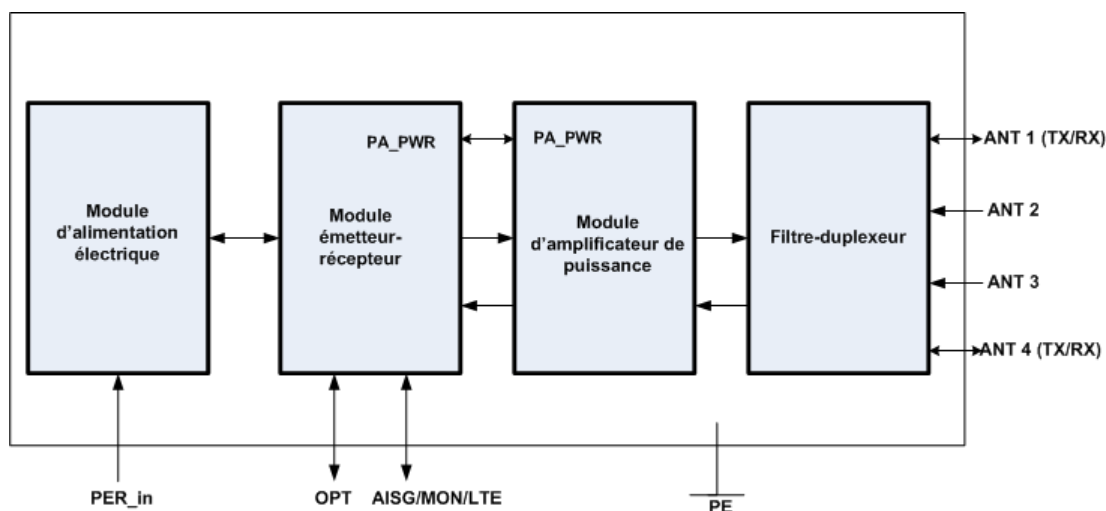 PA_PWR
PA_PWR
ANT 1 (TX/RX)
Module
d'alimentation
électrique
Module
émetteur-
récepteur
Module
d'amplificateur de
puissance
Filtre-duplexeur
ANT 2
ANT 3
ANT 4 (TX/RX)
PER_in
OPT
AISG/MON/LTE
PE